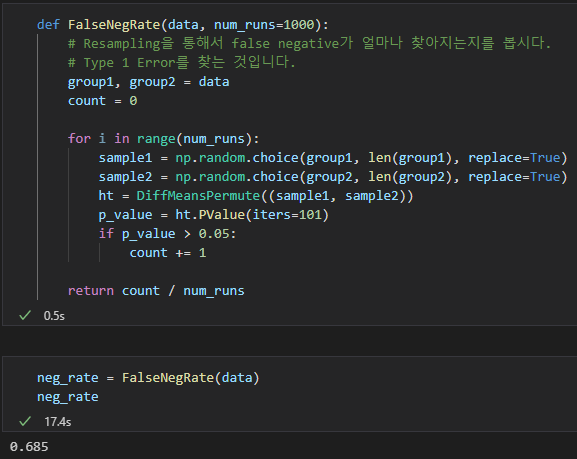 def FalseNegRate(data, num_runs=1000):
# Resampling을 통해서 false negative가 얼마나 찾아지는지를 봅시다.
# Type 1 Error를 찾는 것입니다.
group1, group2 = data
count = 0
for i in range(num_runs):
sample1 = np.random.choice(group1, len(group1), replace=True)
sample2 = np.random.choice(group2, len(group2), replace=True)
ht = DiffMeansPermute((sample1, sample2))
p_value = ht.PValue(iters=101)
if p_value > 0.05:
count += 1
return count / num_runs
0.5s
neg_rate = FalseNegRate(data)
neg_rate
17.4s
0.685